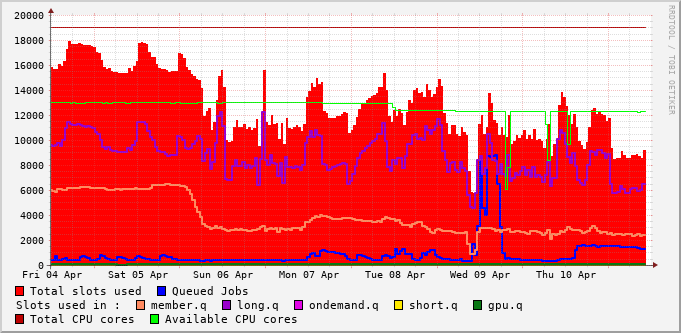 20000
18000
16000
14000
12000
10000
8000
6000
4000
2000
0
Fri 04 Apr Sat 05 Apr Sun 06 Apr Mon 07 Apr Tue 08 Apr Wed 09 Apr Thu 10 Apr
Total slots used Queued Jobs
Slots used in : member.q long.q ondemand.q short.q gpu.q
Total CPU cores Available CPU cores
RRDTOOL / TOBI OETIKER